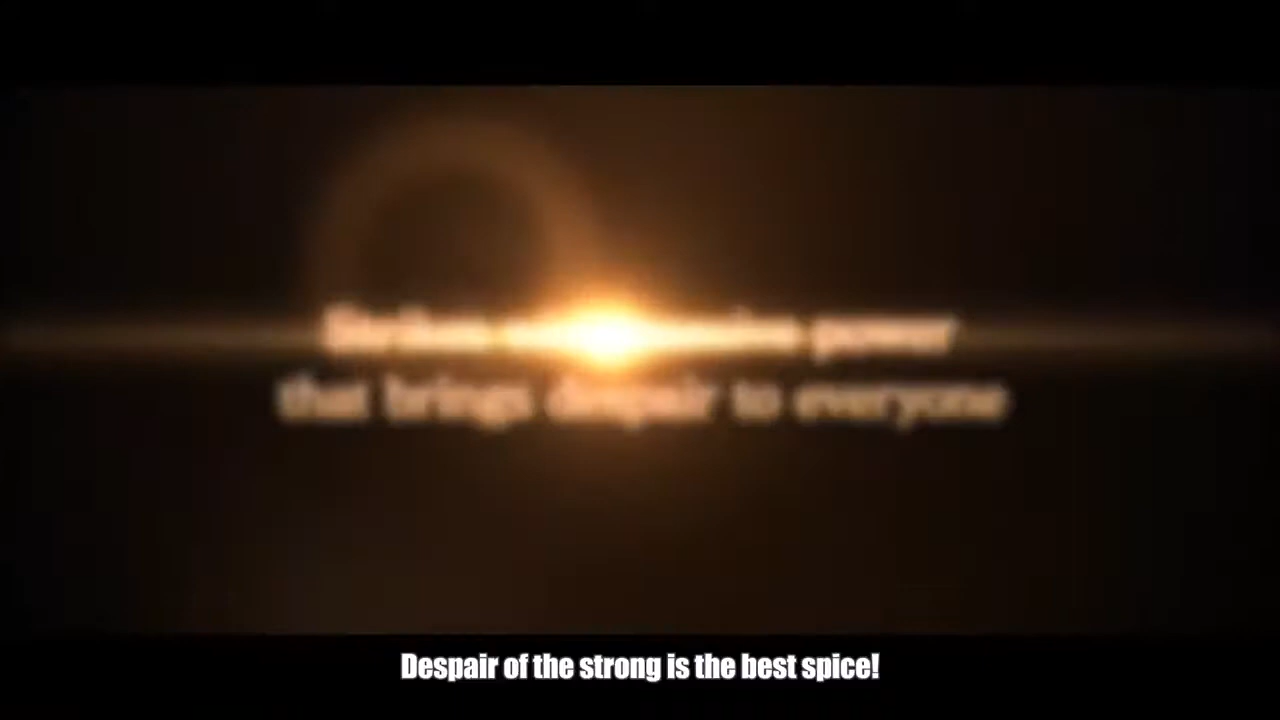 power
that brings despair to everyone
Despair of the strong is the best spice!